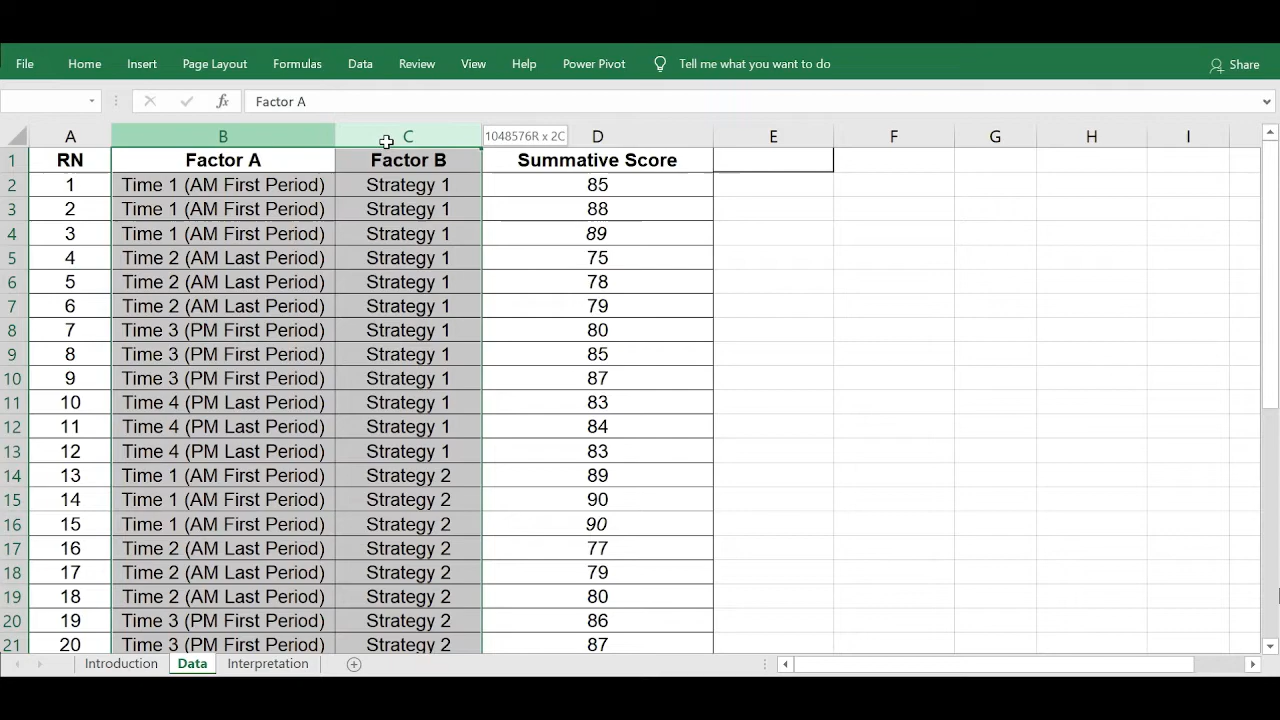 File Home Insert Page Layout Formulas Data Review View Help Power Pivot Tell me what you want to do Share
fx Factor A
A B C 1048576R x 2C D E F G H I
1 RN Factor A Factor B Summative Score
2 1 Time 1 (AM First Period) Strategy 1 85
3 2 Time 1 (AM First Period) Strategy 1 88
4 3 Time 1 (AM First Period) Strategy 1 89
5 4 Time 2 (AM Last Period) Strategy 1 75
6 5 Time 2 (AM Last Period) Strategy 1 78
7 6 Time 2 (AM Last Period) Strategy 1 79
8 7 Time 3 (PM First Period) Strategy 1 80
9 8 Time 3 (PM First Period) Strategy 1 85
10 9 Time 3 (PM First Period) Strategy 1 87
11 10 Time 4 (PM Last Period) Strategy 1 83
12 11 Time 4 (PM Last Period) Strategy 1 84
13 12 Time 4 (PM Last Period) Strategy 1 83
14 13 Time 1 (AM First Period) Strategy 2 89
15 14 Time 1 (AM First Period) Strategy 2 90
16 15 Time 1 (AM First Period) Strategy 2 90
17 16 Time 2 (AM Last Period) Strategy 2 77
18 17 Time 2 (AM Last Period) Strategy 2 79
19 18 Time 2 (AM Last Period) Strategy 2 80
20 19 Time 3 (PM First Period) Strategy 2 86
21 20 Time 3 (PM First Period) Strategy 2 87
Introduction Data Interpretation